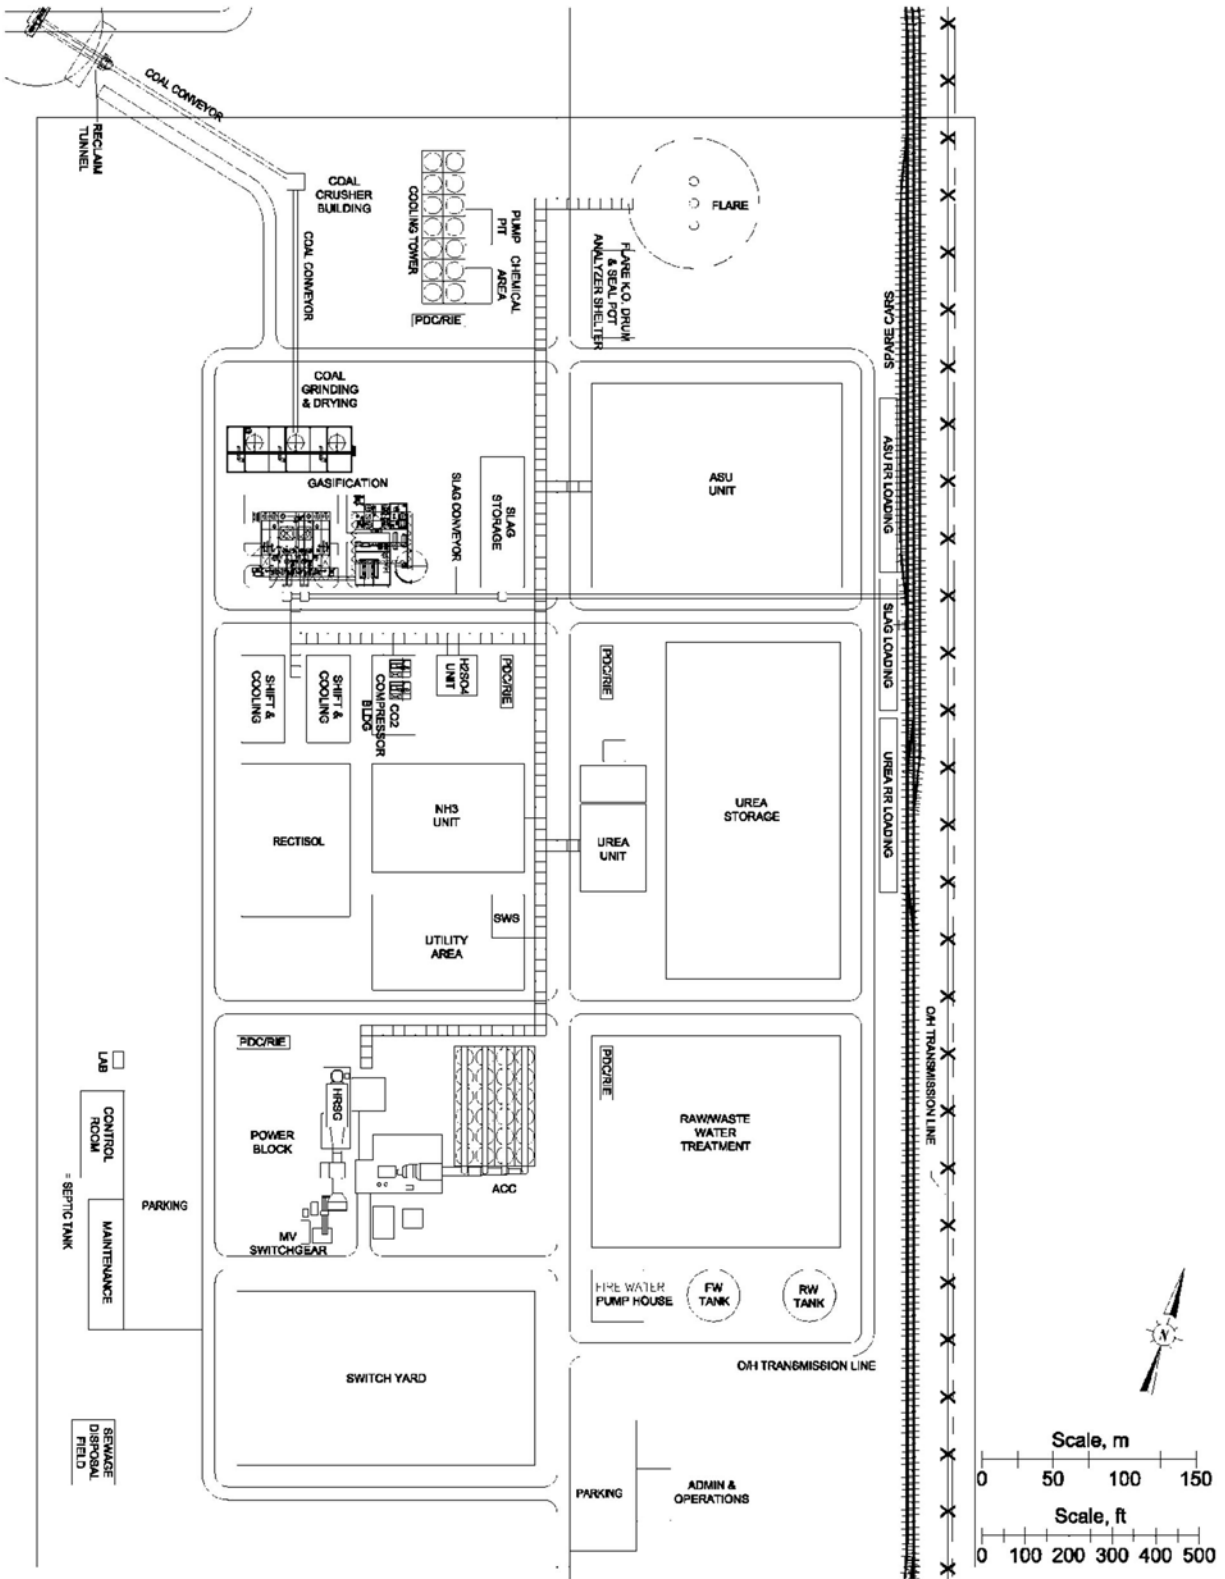 COAL CONVEYOR
RECLAIM
TUNNEL
COAL
CRUSHER
BUILDING
COAL CONVEYOR
COOLING TOWER
PUMP
PIT
CHEMICAL
AREA
PDC/RIE
FLARE
FLARE K.O. DRUM
& SEAL POT
ANALYZER SHELTER
SPARE CARS
COAL
GRINDING
& DRYING
GASIFICATION
SLAG CONVEYOR
SLAG
STORAGE
ASU
UNIT
ASU RR LOADING
SLAG LOADING
UREA RR LOADING
SHIFT &
COOLING
SHIFT &
COOLING
CO2
COMPRESSOR
BLDG
H2SO4
UNIT
PDC/RIE
PDC/RIE
RECTISOL
NH3
UNIT
UREA
UNIT
UREA
STORAGE
SWS
UTILITY
AREA
O/H TRANSMISSION LINE
PDC/RIE
LAB
HRSG
PDC/RIE
CONTROL
ROOM
POWER
BLOCK
RAW/WASTE
WATER
TREATMENT
ACC
= SEPTIC TANK
PARKING
MAINTENANCE
MV
SWITCHGEAR
FIRE WATER
PUMP HOUSE
FW
TANK
RW
TANK
N
O/H TRANSMISSION LINE
SWITCH YARD
SEWAGE
DISPOSAL
FIELD
PARKING
ADMIN &
OPERATIONS
Scale, m
0 50 100 150
Scale, ft
0 100 200 300 400 500